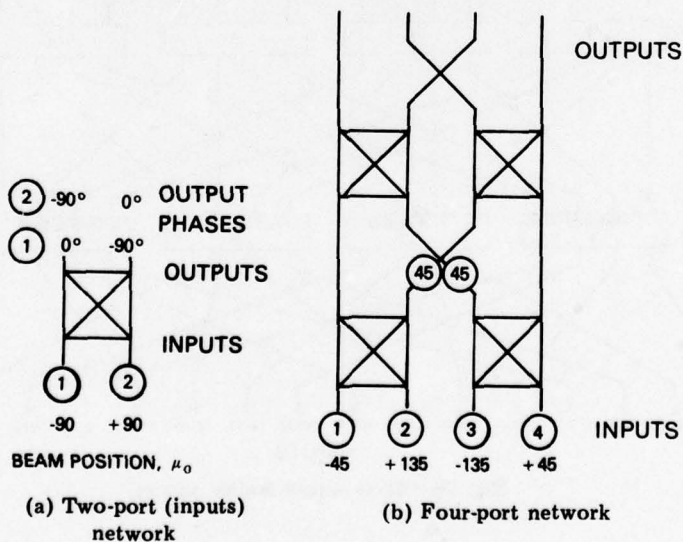 ② -90° 0° OUTPUT
PHASES
① 0° -90°
OUTPUTS
INPUTS
1 2
-90 +90
BEAM POSITION, μ₀
(a) Two-port (inputs)
network
OUTPUTS
45 45
1 2 3 4 INPUTS
-45 +135 -135 +45
(b) Four-port network